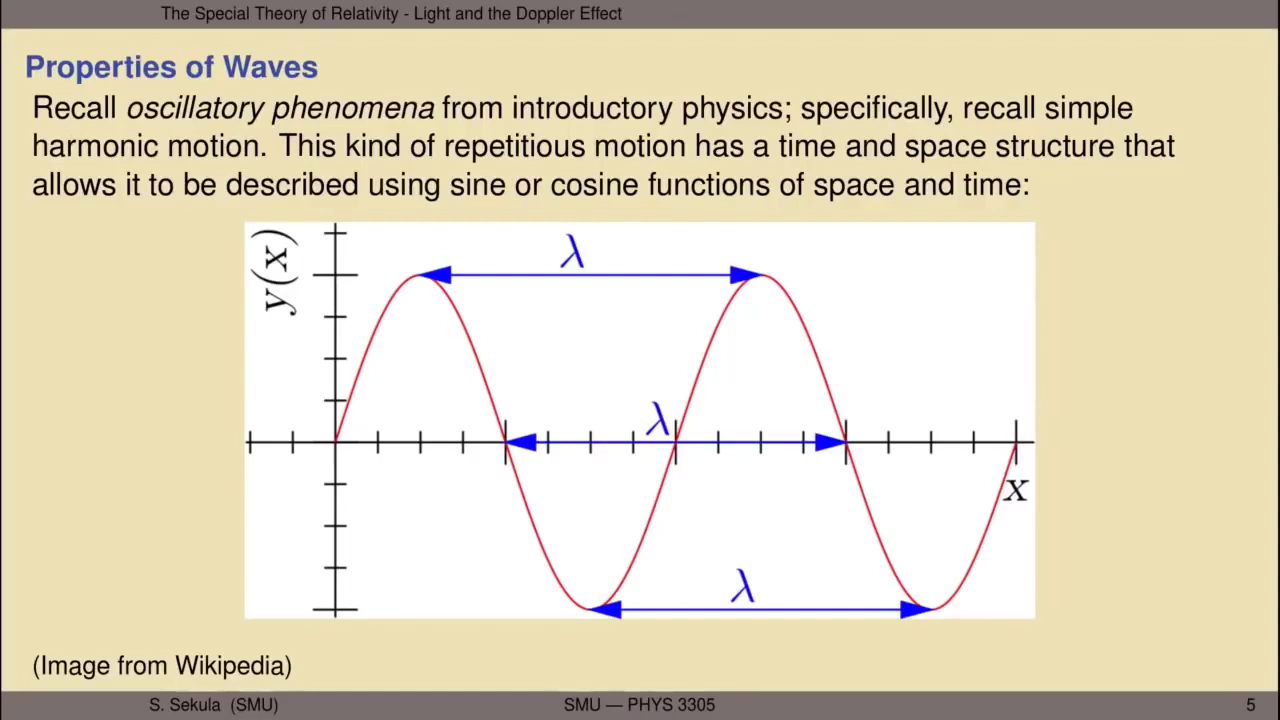 The Special Theory of Relativity - Light and the Doppler Effect
Properties of Waves
Recall oscillatory phenomena from introductory physics; specifically, recall simple
harmonic motion. This kind of repetitious motion has a time and space structure that
allows it to be described using sine or cosine functions of space and time:
y(x)
λ
λ
x
λ
(Image from Wikipedia)
S. Sekula (SMU)
SMU — PHYS 3305
5